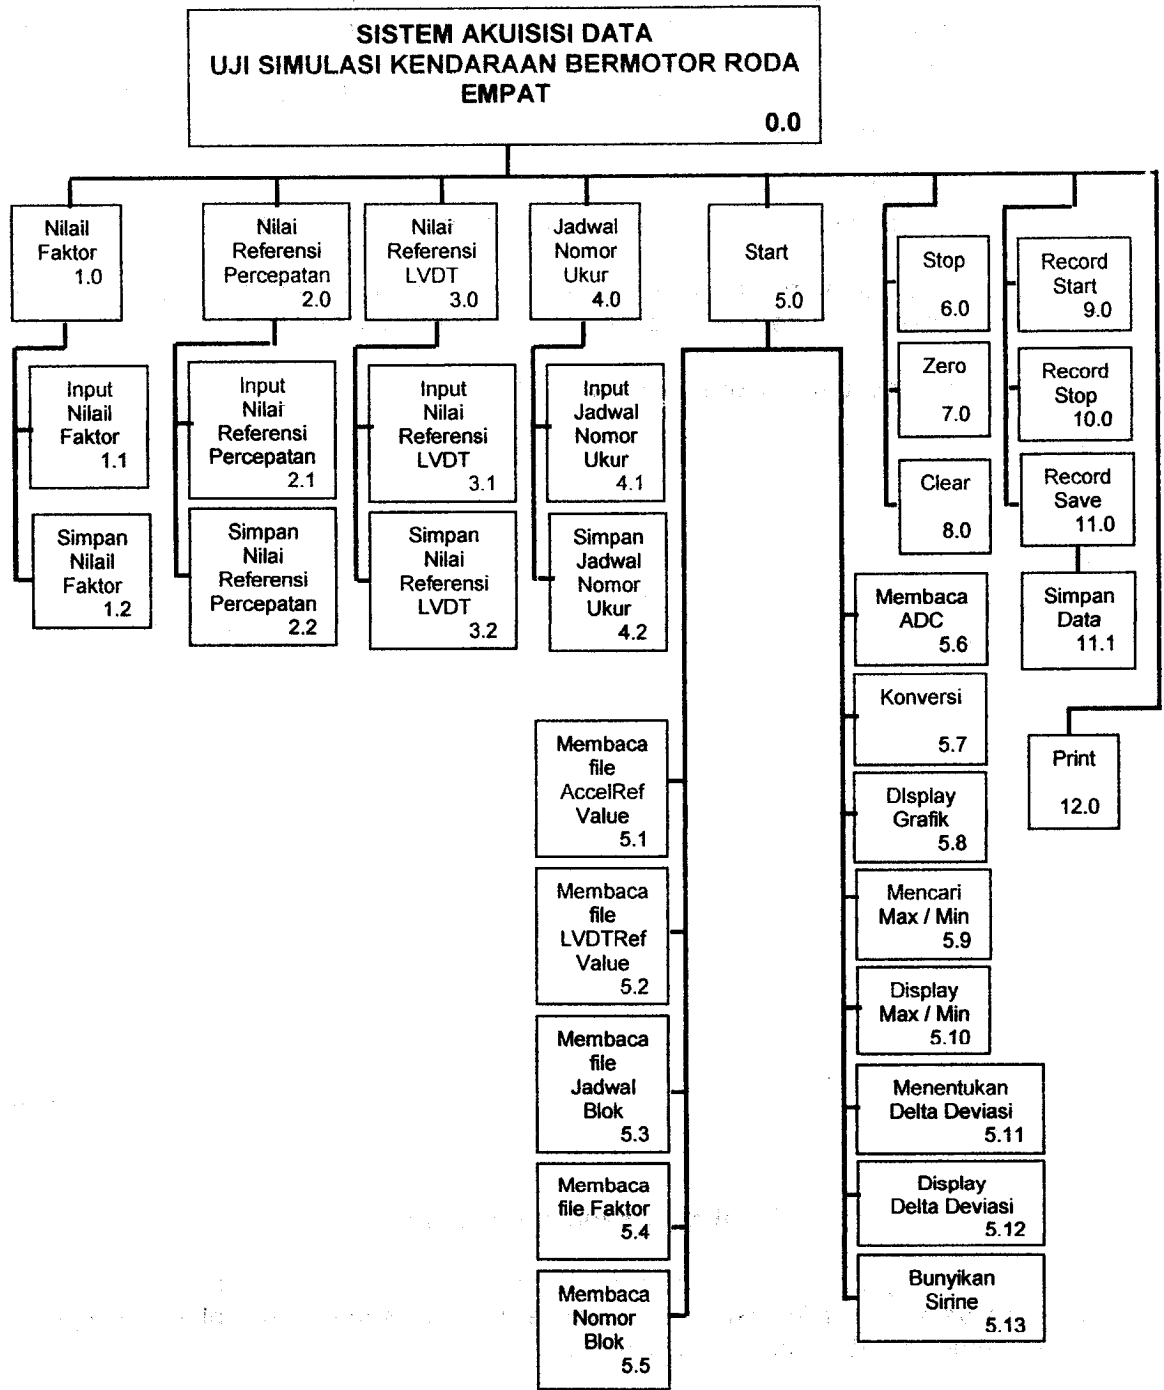 SISTEM AKUISISI DATA
UJI SIMULASI KENDARAAN BERMOTOR RODA
EMPAT
0.0
Nilail
Faktor
1.0
Nilai
Referensi
Percepatan
2.0
Nilai
Referensi
LVDT
3.0
Jadwal
Nomor
Ukur
4.0
Start
5.0
Stop
6.0
Zero
7.0
Clear
8.0
Record
Start
9.0
Record
Stop
10.0
Record
Save
11.0
Simpan
Data
11.1
Print
12.0
Input
Nilail
Faktor
1.1
Simpan
Nilail
Faktor
1.2
Input
Nilai
Referensi
Percepatan
2.1
Simpan
Nilai
Referensi
Percepatan
2.2
Input
Nilai
Referensi
LVDT
3.1
Simpan
Nilai
Referensi
LVDT
3.2
Input
Jadwal
Nomor
Ukur
4.1
Simpan
Jadwal
Nomor
Ukur
4.2
Membaca
file
AccelRef
Value
5.1
Membaca
file
LVDTRef
Value
5.2
Membaca
file
Jadwal
Blok
5.3
Membaca
file Faktor
5.4
Membaca
Nomor
Blok
5.5
Membaca
ADC
5.6
Konversi
5.7
DIsplay
Grafik
5.8
Mencari
Max / Min
5.9
Display
Max / Min
5.10
Menentukan
Delta Deviasi
5.11
Display
Delta Deviasi
5.12
Bunyikan
Sirine
5.13